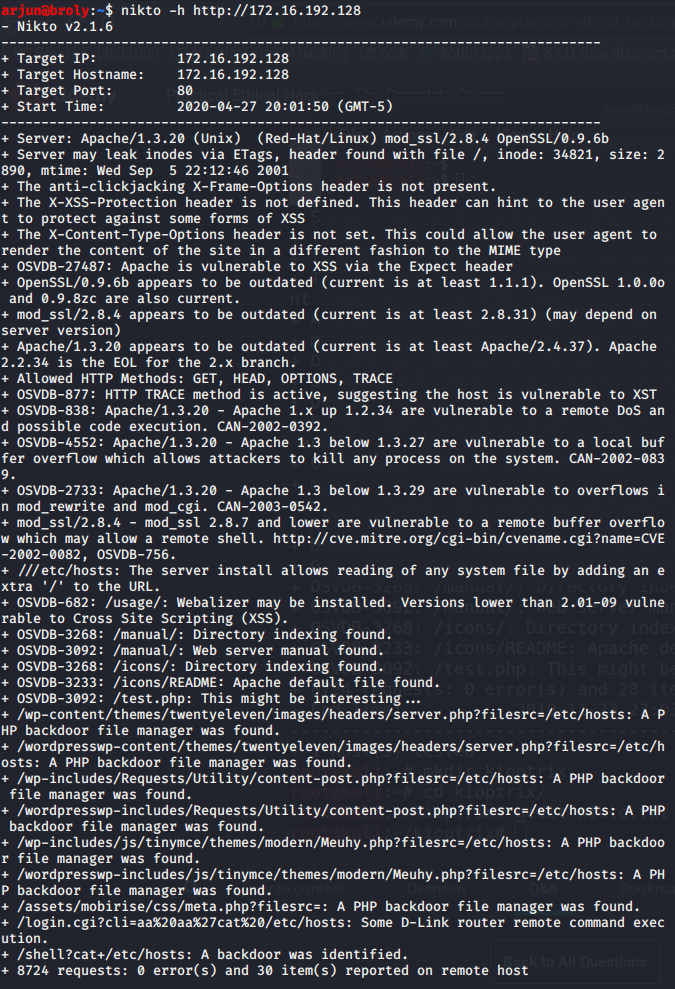 arjun@broly:~$ nikto -h http://172.16.192.128
- Nikto v2.1.6
---------------------------------------------------------------------------
+ Target IP:          172.16.192.128
+ Target Hostname:    172.16.192.128
+ Target Port:        80
+ Start Time:         2020-04-27 20:01:50 (GMT-5)
---------------------------------------------------------------------------
+ Server: Apache/1.3.20 (Unix)  (Red-Hat/Linux) mod_ssl/2.8.4 OpenSSL/0.9.6b
+ Server may leak inodes via ETags, header found with file /, inode: 34821, size: 2
890, mtime: Wed Sep  5 22:12:46 2001
+ The anti-clickjacking X-Frame-Options header is not present.
+ The X-XSS-Protection header is not defined. This header can hint to the user agen
t to protect against some forms of XSS
+ The X-Content-Type-Options header is not set. This could allow the user agent to
render the content of the site in a different fashion to the MIME type
+ OSVDB-27487: Apache is vulnerable to XSS via the Expect header
+ OpenSSL/0.9.6b appears to be outdated (current is at least 1.1.1). OpenSSL 1.0.0o
 and 0.9.8zc are also current.
+ mod_ssl/2.8.4 appears to be outdated (current is at least 2.8.31) (may depend on
server version)
+ Apache/1.3.20 appears to be outdated (current is at least Apache/2.4.37). Apache
2.2.34 is the EOL for the 2.x branch.
+ Allowed HTTP Methods: GET, HEAD, OPTIONS, TRACE
+ OSVDB-877: HTTP TRACE method is active, suggesting the host is vulnerable to XST
+ OSVDB-838: Apache/1.3.20 - Apache 1.x up 1.2.34 are vulnerable to a remote DoS an
d possible code execution. CAN-2002-0392.
+ OSVDB-4552: Apache/1.3.20 - Apache 1.3 below 1.3.27 are vulnerable to a local buf
fer overflow which allows attackers to kill any process on the system. CAN-2002-083
9.
+ OSVDB-2733: Apache/1.3.20 - Apache 1.3 below 1.3.29 are vulnerable to overflows i
n mod_rewrite and mod_cgi. CAN-2003-0542.
+ mod_ssl/2.8.4 - mod_ssl 2.8.7 and lower are vulnerable to a remote buffer overflo
w which may allow a remote shell. http://cve.mitre.org/cgi-bin/cvename.cgi?name=CVE
-2002-0082, OSVDB-756.
+ ///etc/hosts: The server install allows reading of any system file by adding an e
xtra '/' to the URL.
+ OSVDB-682: /usage/: Webalizer may be installed. Versions lower than 2.01-09 vulne
rable to Cross Site Scripting (XSS).
+ OSVDB-3268: /manual/: Directory indexing found.
+ OSVDB-3092: /manual/: Web server manual found.
+ OSVDB-3268: /icons/: Directory indexing found.
+ OSVDB-3233: /icons/README: Apache default file found.
+ OSVDB-3092: /test.php: This might be interesting...
+ /wp-content/themes/twentyeleven/images/headers/server.php?filesrc=/etc/hosts: A P
HP backdoor file manager was found.
+ /wordpresswp-content/themes/twentyeleven/images/headers/server.php?filesrc=/etc/h
osts: A PHP backdoor file manager was found.
+ /wp-includes/Requests/Utility/content-post.php?filesrc=/etc/hosts: A PHP backdoor
 file manager was found.
+ /wordpresswp-includes/Requests/Utility/content-post.php?filesrc=/etc/hosts: A PHP
 backdoor file manager was found.
+ /wp-includes/js/tinymce/themes/modern/Meuhy.php?filesrc=/etc/hosts: A PHP backdoo
r file manager was found.
+ /wordpresswp-includes/js/tinymce/themes/modern/Meuhy.php?filesrc=/etc/hosts: A PH
P backdoor file manager was found.
+ /assets/mobirise/css/meta.php?filesrc=: A PHP backdoor file manager was found.
+ /login.cgi?cli=aa%20aa%27cat%20/etc/hosts: Some D-Link router remote command exec
ution.
+ /shell?cat+/etc/hosts: A backdoor was identified.
+ 8724 requests: 0 error(s) and 30 item(s) reported on remote host